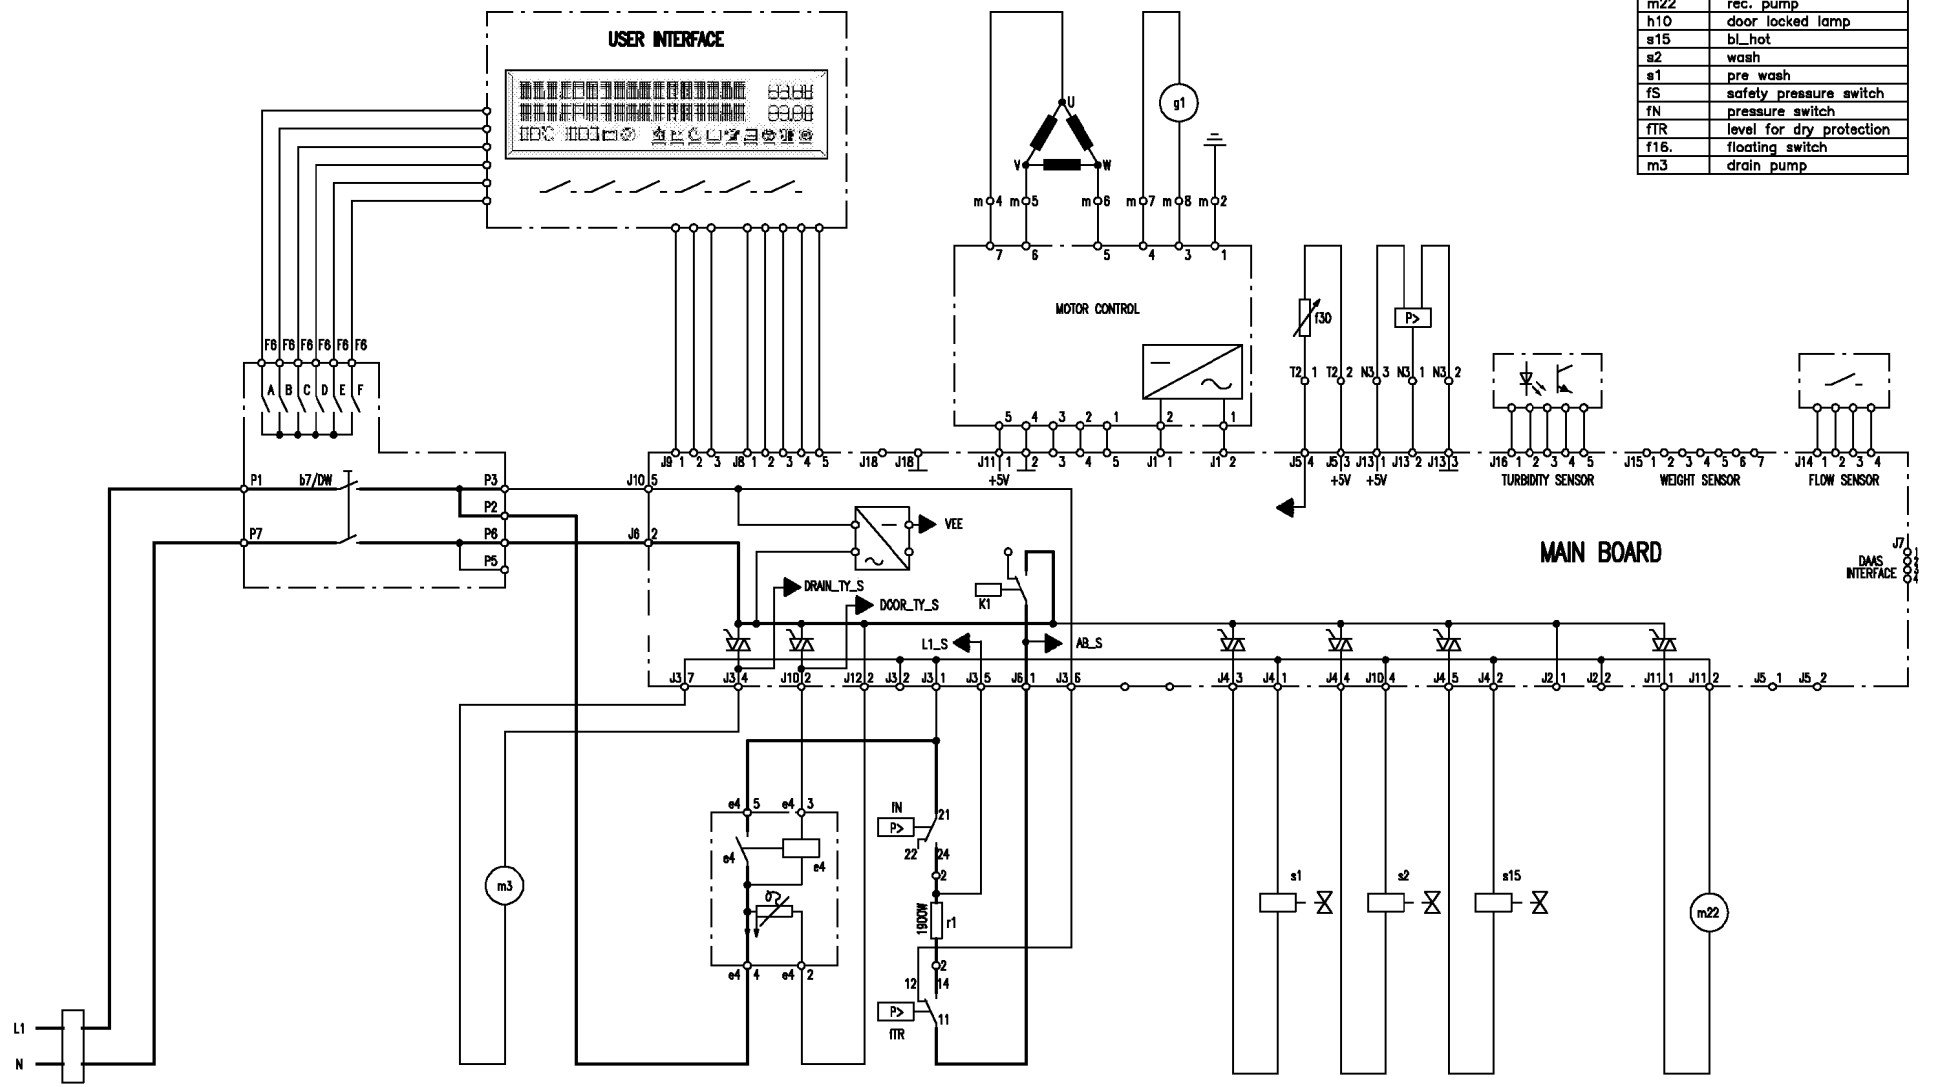 m22 rec. pump
h10 door locked lamp
s15 bl_hot
s2 wash
s1 pre wash
fS safety pressure switch
fN pressure switch
fTR level for dry protection
f16. floating switch
m3 drain pump
USER INTERFACE
U
V W
g1
m 4 m 5 m 6 m 7 m 8 m 2
7 6 5 4 3 1
MOTOR CONTROL
f30
P>
T2 1 T2 2 N3 3 N3 1 N3 2
F6 F6 F6 F6 F6 F6
A B C D E F
5 4 3 2 1 2 1
J9 1 2 3 J8 1 2 3 4 5 J18 J18 J11 1 2 3 4 5 J1 1 J1 2 J5 4 J5 3 J13 1 J13 2 J13 3 J16 1 2 3 4 5 J15 1 2 3 4 5 6 7 J14 1 2 3 4
+5V +5V +5V
TURBIDITY SENSOR WEIGHT SENSOR FLOW SENSOR
P1 b7/DW P3 J10 5
P2
VEE
P7 P6 J6 2
P5
MAIN BOARD
J7
1
2
3
4
DAAS
INTERFACE
DRAIN_TY_S
DOOR_TY_S
K1
L1_S AB_S
J3 7 J3 4 J10 2 J12 2 J3 2 J3 1 J3 5 J6 1 J3 6 J4 3 J4 1 J4 4 J10 4 J4 5 J4 2 J2 1 J2 2 J11 1 J11 2 J5 1 J5 2
e4 5 e4 3
fN
21
P>
22 24
e4 e4
2
m3
s1 s2 s15
1900W
r1
m22
e4 4 e4 2
2
12 14
P>
11
fTR
L1
N